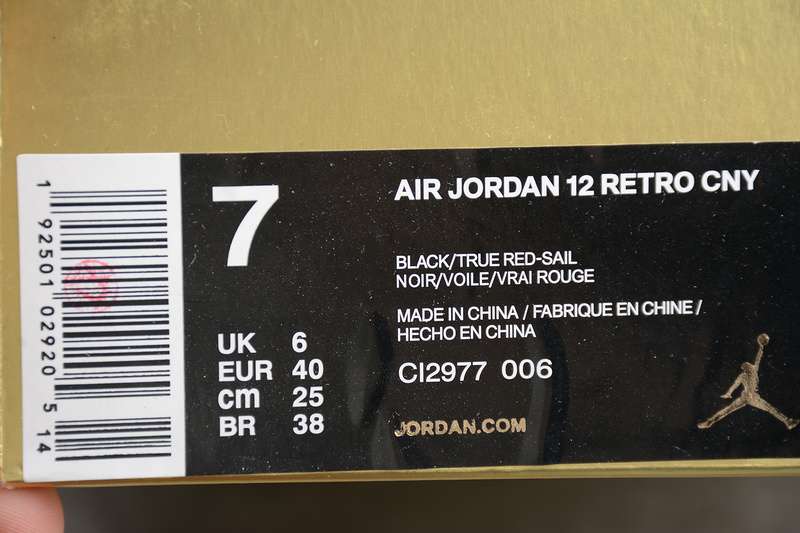 1 92501 02920 5 14
7
UK 6
EUR 40
cm 25
BR 38
AIR JORDAN 12 RETRO CNY
BLACK/TRUE RED-SAIL
NOIR/VOILE/VRAI ROUGE
MADE IN CHINA / FABRIQUE EN CHINE /
HECHO EN CHINA
CI2977 006
JORDAN.COM